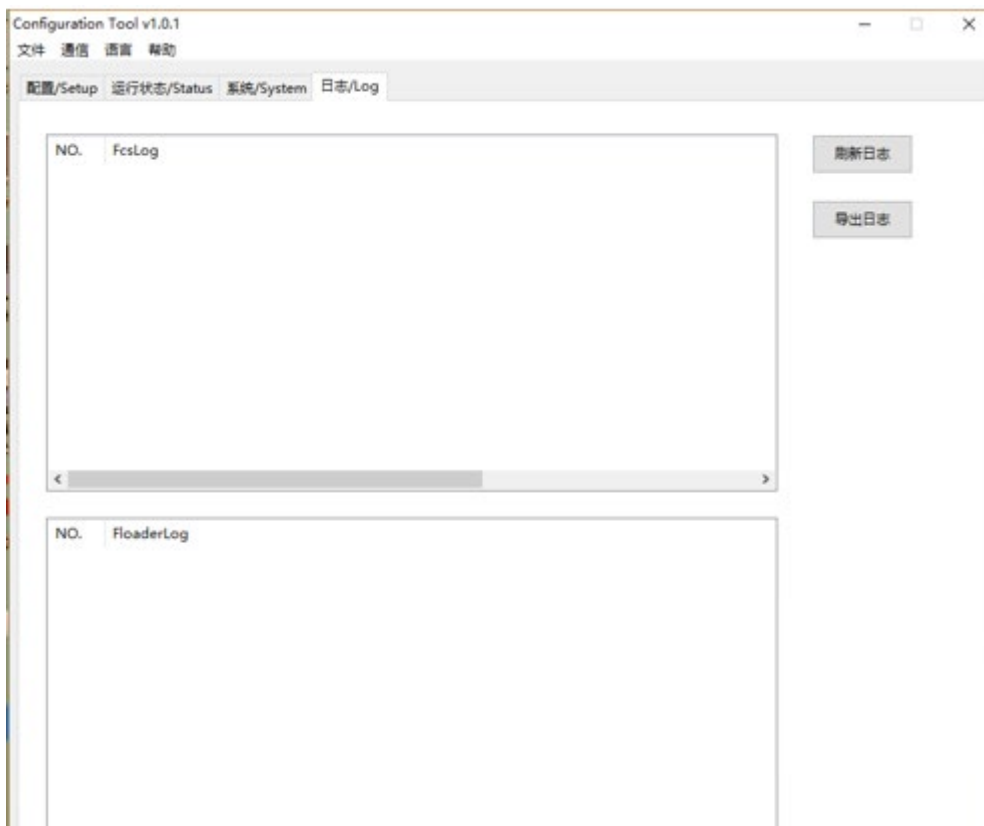 Configuration Tool v1.0.1
文件 通信 语言 帮助
配置/Setup 运行状态/Status 系统/System 日志/Log
NO. FcsLog
刷新日志
导出日志
NO. FloaderLog